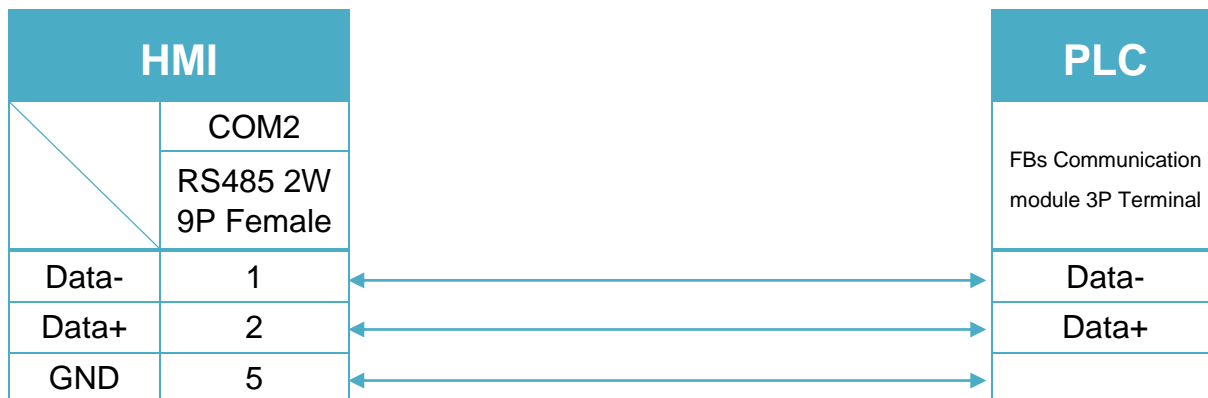 HMI PLC
COM2
RS485 2W
9P Female
FBs Communication
module 3P Terminal
Data- 1 Data-
Data+ 2 Data+
GND 5